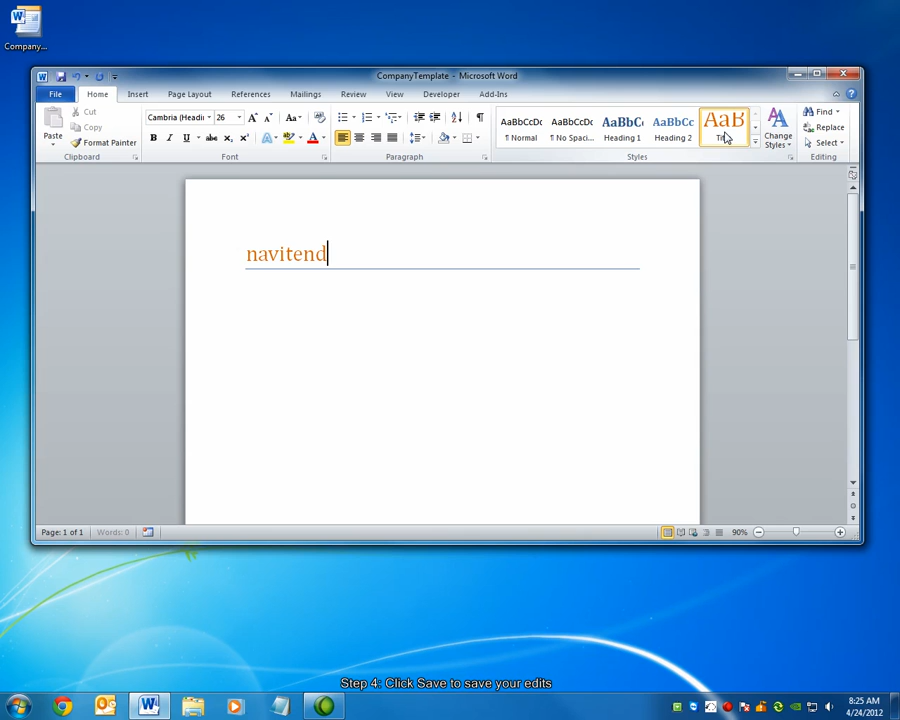 Company...
CompanyTemplate - Microsoft Word
File Home Insert Page Layout References Mailings Review View Developer Add-Ins
Paste
Cut
Copy
Format Painter
Clipboard
Cambria (Headin 26
Font
Paragraph
AaBbCcDc AaBbCcDc AaBbC AaBbCc AaB
¶ Normal ¶ No Spaci... Heading 1 Heading 2
Change Styles
Styles
Find
Replace
Select
Editing
navitend
Page: 1 of 1 Words: 0 90%
Step 4: Click Save to save your edits
8:25 AM
4/24/2012